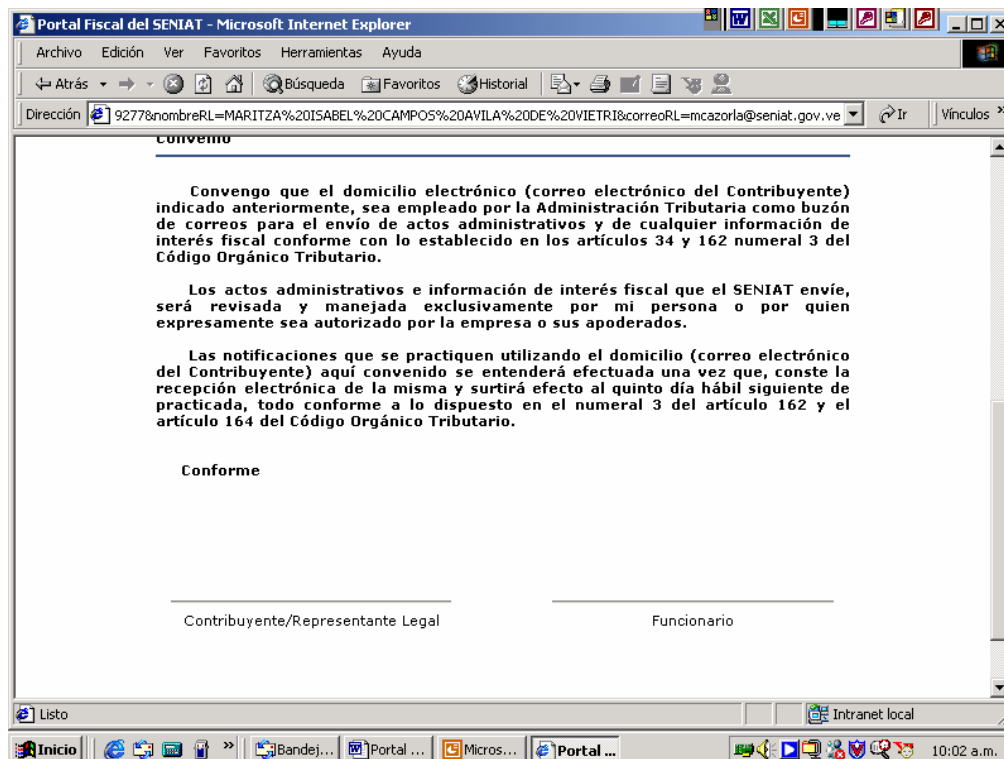 Portal Fiscal del SENIAT - Microsoft Internet Explorer
Archivo Edición Ver Favoritos Herramientas Ayuda
Atrás Búsqueda Favoritos Historial
Dirección 9277&nombreRL=MARITZA%20ISABEL%20CAMPOS%20AVILA%20DE%20VIETRI&correoRL=mcazorla@seniat.gov.ve Ir Vínculos »
Convenio
Convengo que el domicilio electrónico (correo electrónico del Contribuyente)
indicado anteriormente, sea empleado por la Administración Tributaria como buzón
de correos para el envío de actos administrativos y de cualquier información de
interés fiscal conforme con lo establecido en los artículos 34 y 162 numeral 3 del
Código Orgánico Tributario.
Los actos administrativos e información de interés fiscal que el SENIAT envíe,
será revisada y manejada exclusivamente por mi persona o por quien
expresamente sea autorizado por la empresa o sus apoderados.
Las notificaciones que se practiquen utilizando el domicilio (correo electrónico
del Contribuyente) aquí convenido se entenderá efectuada una vez que, conste la
recepción electrónica de la misma y surtirá efecto al quinto día hábil siguiente de
practicada, todo conforme a lo dispuesto en el numeral 3 del artículo 162 y el
artículo 164 del Código Orgánico Tributario.
Conforme
Contribuyente/Representante Legal Funcionario
Listo Intranet local
Inicio » Bandej... Portal ... Micros... Portal ... 10:02 a.m.